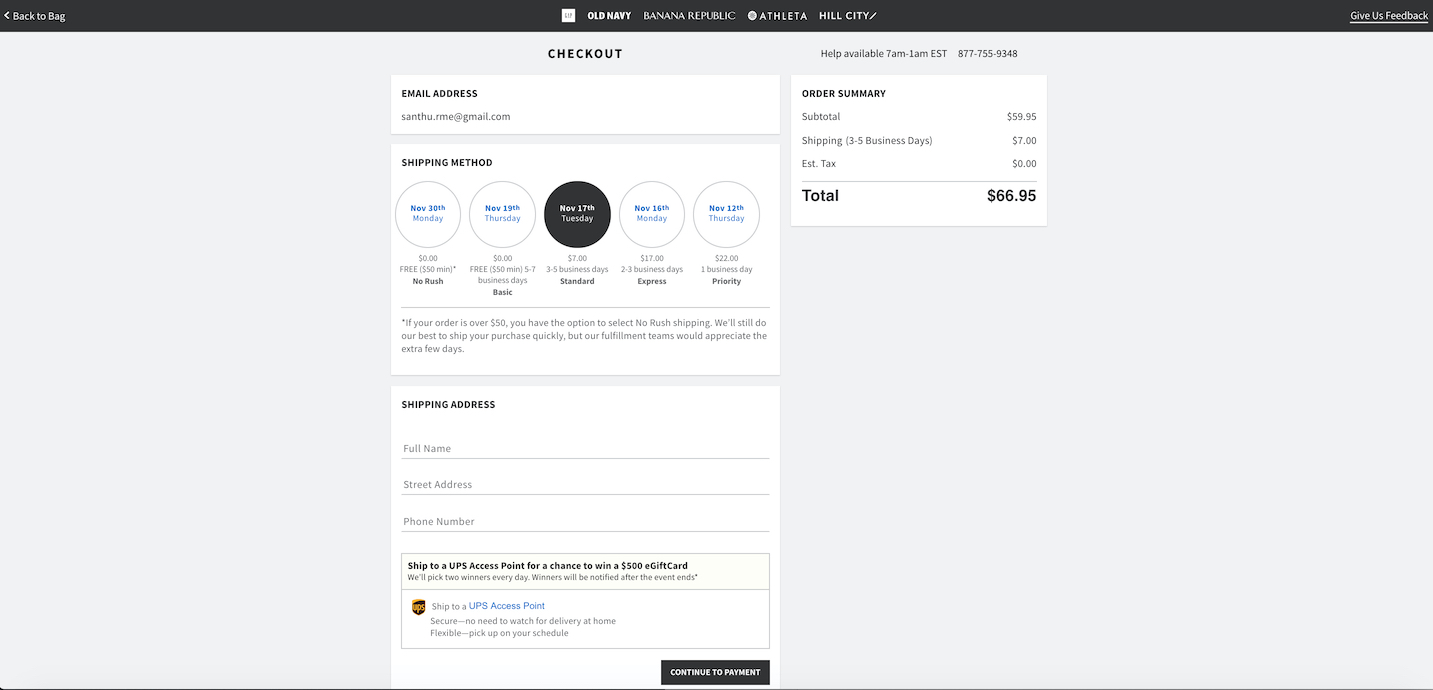 Back to Bag
GAP OLD NAVY BANANA REPUBLIC ATHLETA HILL CITY
Give Us Feedback
CHECKOUT
Help available 7am-1am EST 877-755-9348
EMAIL ADDRESS
santhu.rme@gmail.com
SHIPPING METHOD
Nov 30th
Monday
$0.00
FREE ($50 min)*
No Rush
Nov 19th
Thursday
$0.00
FREE ($50 min) 5-7
business days
Basic
Nov 17th
Tuesday
$7.00
3-5 business days
Standard
Nov 16th
Monday
$17.00
2-3 business days
Express
Nov 12th
Thursday
$22.00
1 business day
Priority
*If your order is over $50, you have the option to select No Rush shipping. We'll still do
our best to ship your purchase quickly, but our fulfillment teams would appreciate the
extra few days.
SHIPPING ADDRESS
Full Name
Street Address
Phone Number
Ship to a UPS Access Point for a chance to win a $500 eGiftCard
We'll pick two winners every day. Winners will be notified after the event ends*
ups Ship to a UPS Access Point
Secure—no need to watch for delivery at home
Flexible—pick up on your schedule
CONTINUE TO PAYMENT
ORDER SUMMARY
Subtotal $59.95
Shipping (3-5 Business Days) $7.00
Est. Tax $0.00
Total $66.95